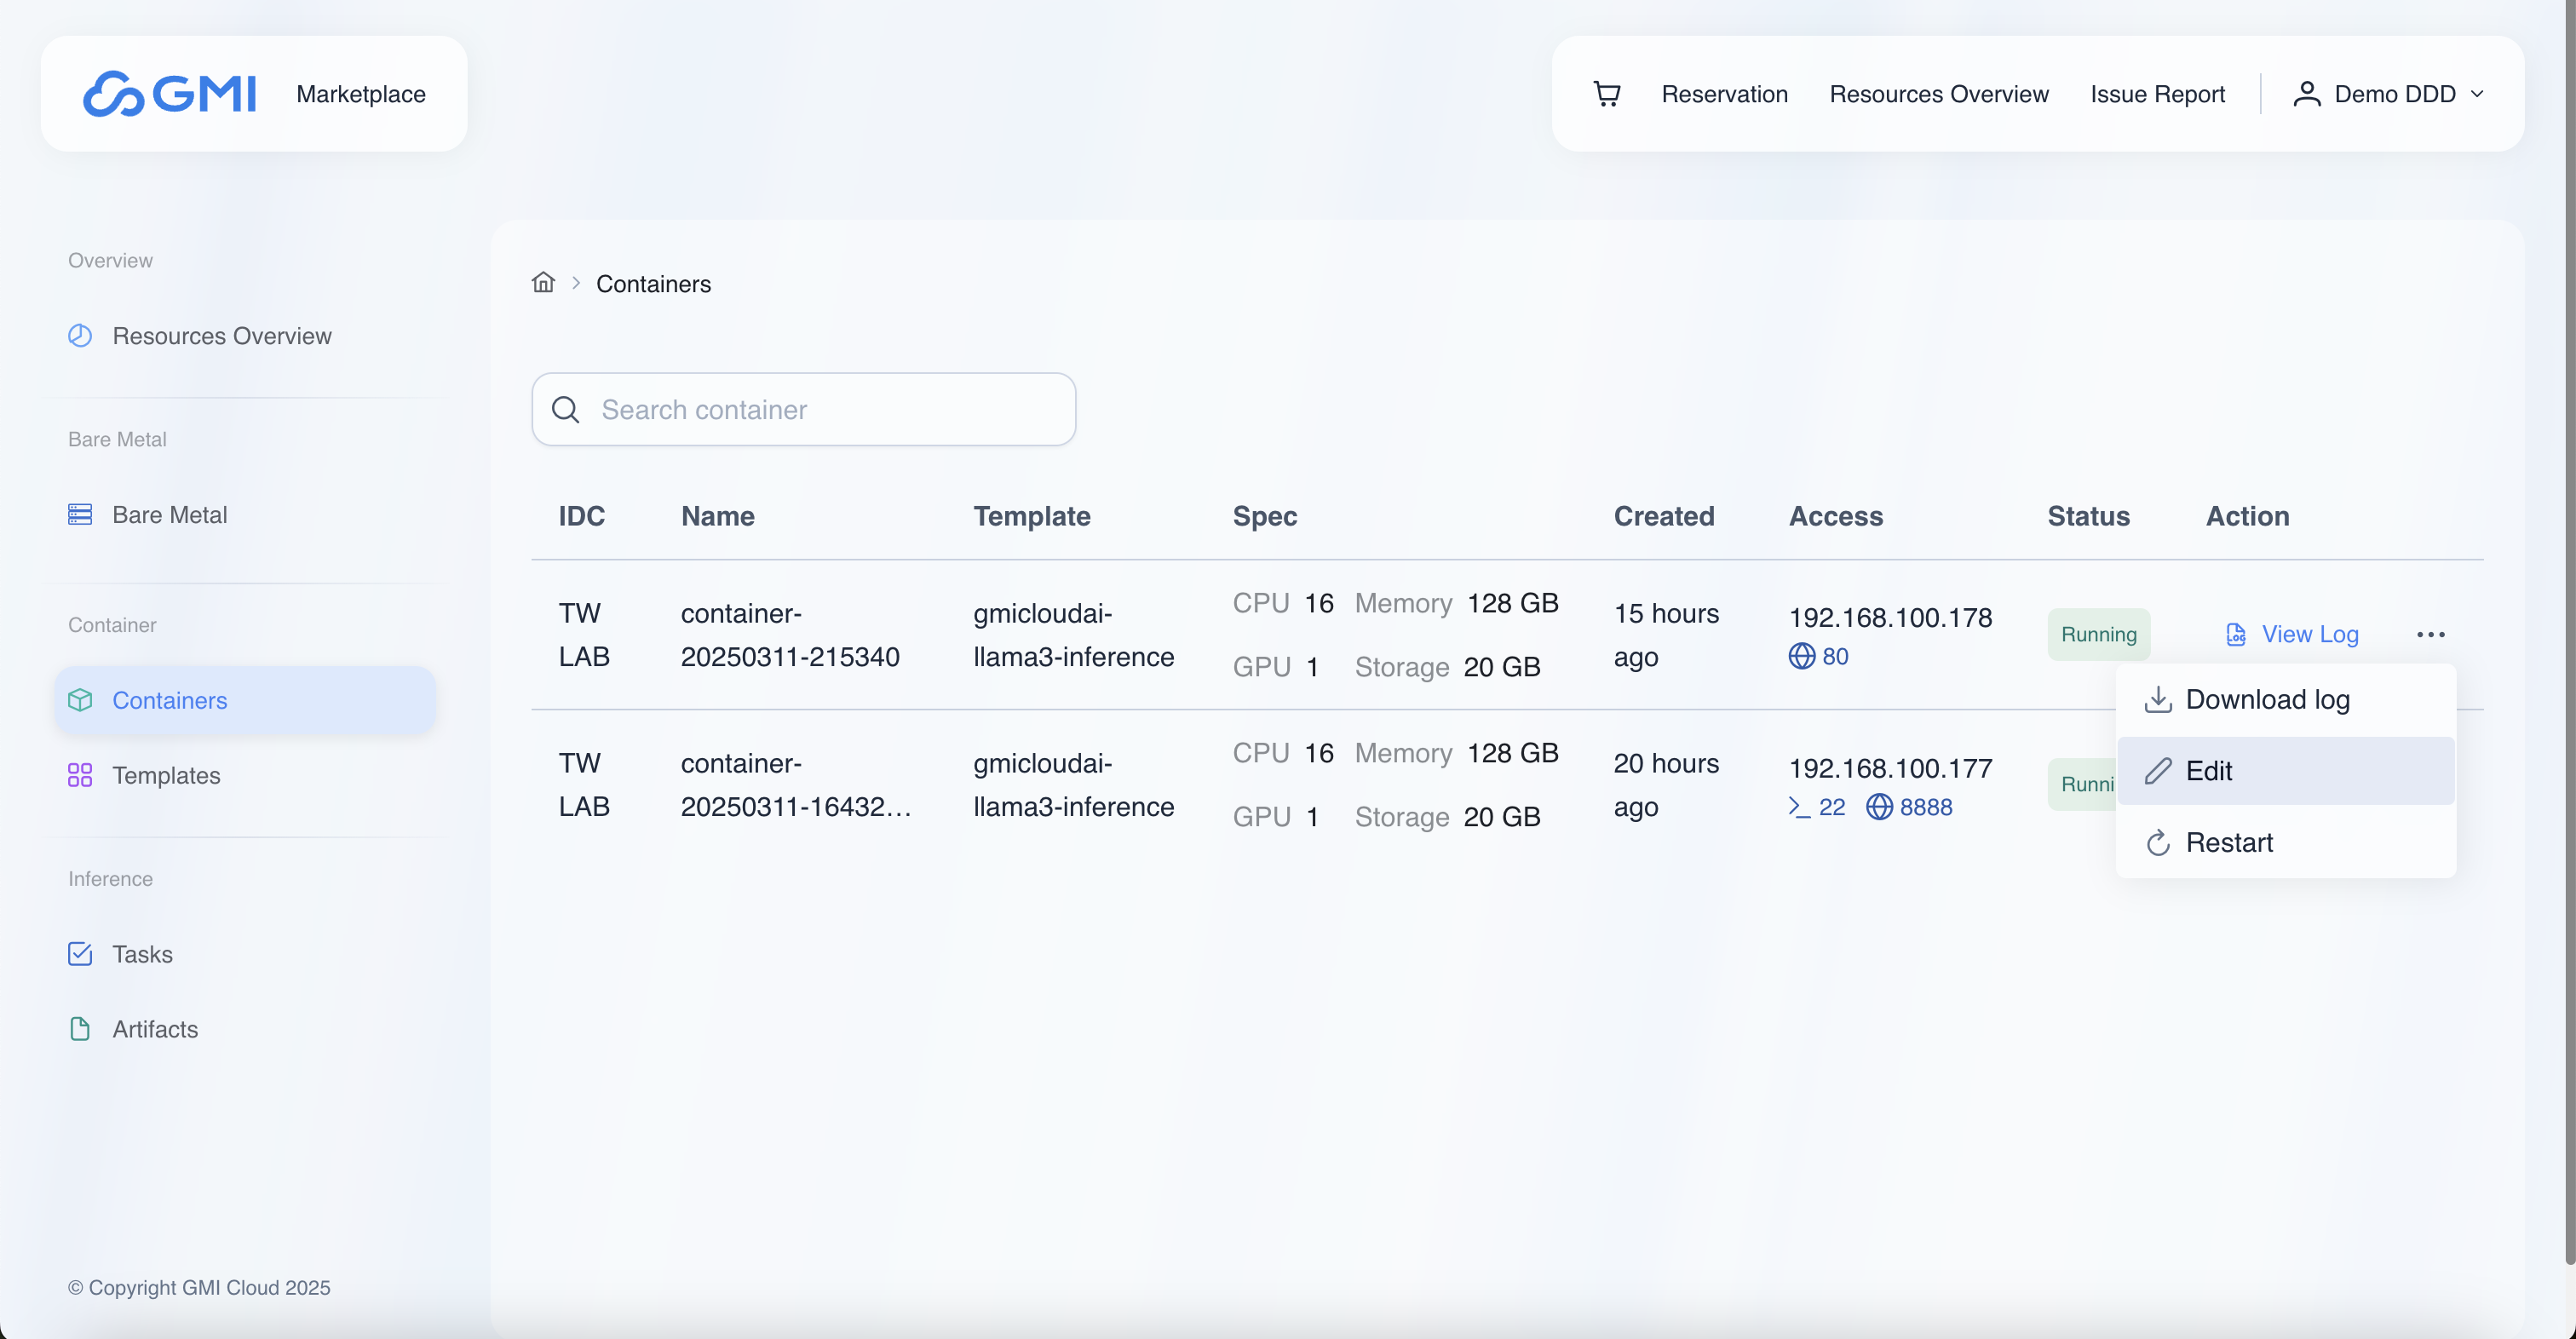 GMI Marketplace
Reservation Resources Overview Issue Report Demo DDD
Overview
Resources Overview
Bare Metal
Bare Metal
Container
Containers
Templates
Inference
Tasks
Artifacts
© Copyright GMI Cloud 2025
Containers
Search container
IDC Name Template Spec Created Access Status Action
TW LAB
container-
20250311-215340
gmicloudai-
llama3-inference
CPU 16 Memory 128 GB
GPU 1 Storage 20 GB
15 hours
ago
192.168.100.178
80
Running
View Log
TW LAB
container-
20250311-16432...
gmicloudai-
llama3-inference
CPU 16 Memory 128 GB
GPU 1 Storage 20 GB
20 hours
ago
192.168.100.177
22 8888
Runni
Download log
Edit
Restart